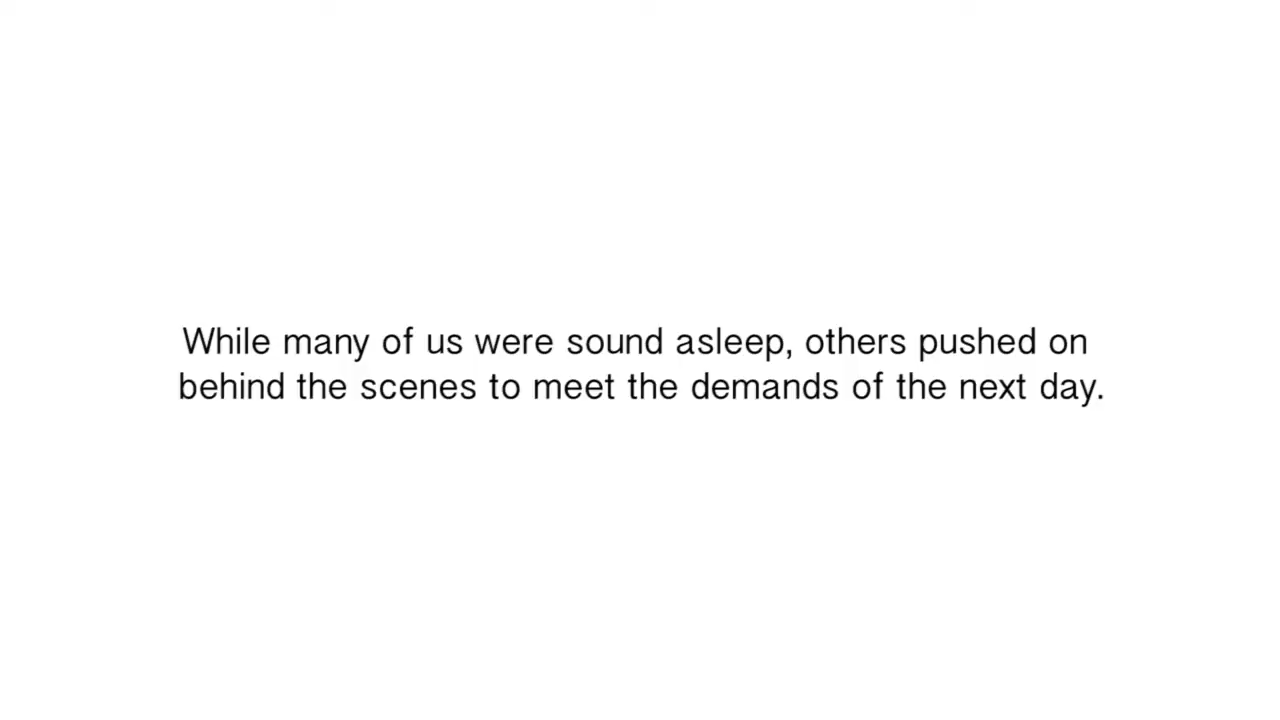 While many of us were sound asleep, others pushed on
behind the scenes to meet the demands of the next day.